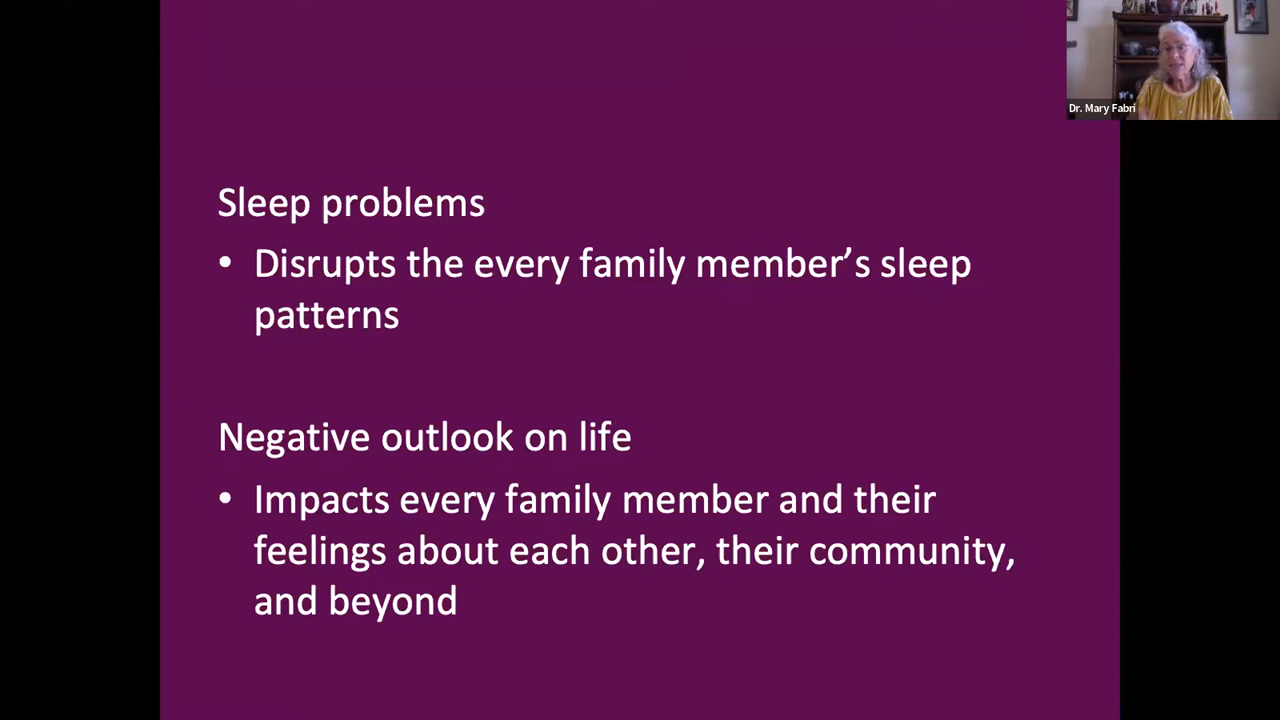 Dr. Mary Fabri
Sleep problems
• Disrupts the every family member’s sleep
patterns
Negative outlook on life
• Impacts every family member and their
feelings about each other, their community,
and beyond